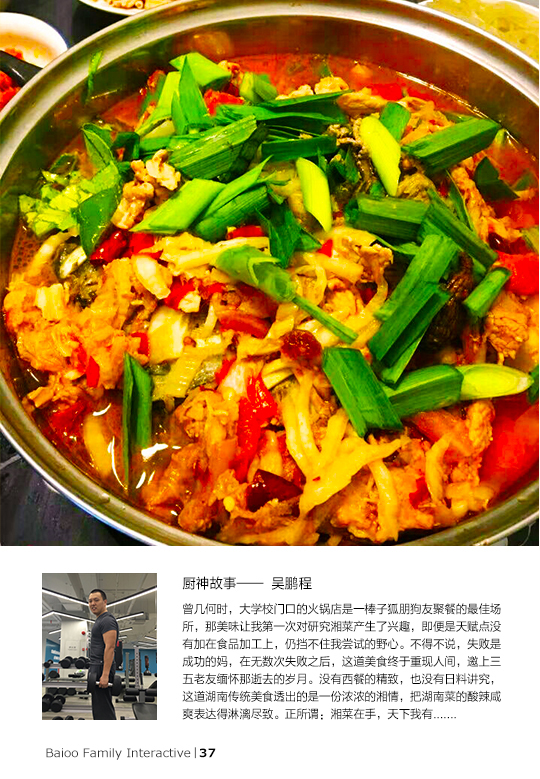 厨神故事—— 吴鹏程
曾几何时，大学校门口的火锅店是一棒子狐朋狗友聚餐的最佳场
所，那美味让我第一次对研究湘菜产生了兴趣，即便是天赋点没
有加在食品加工上，仍挡不住我尝试的野心。不得不说，失败是
成功的妈，在无数次失败之后，这道美食终于重现人间，邀上三
五老友缅怀那逝去的岁月。没有西餐的精致，也没有日料讲究，
这道湖南传统美食透出的是一份浓浓的湘情，把湖南菜的酸辣咸
爽表达得淋漓尽致。正所谓：湘菜在手，天下我有.......
Baioo Family Interactive | 37